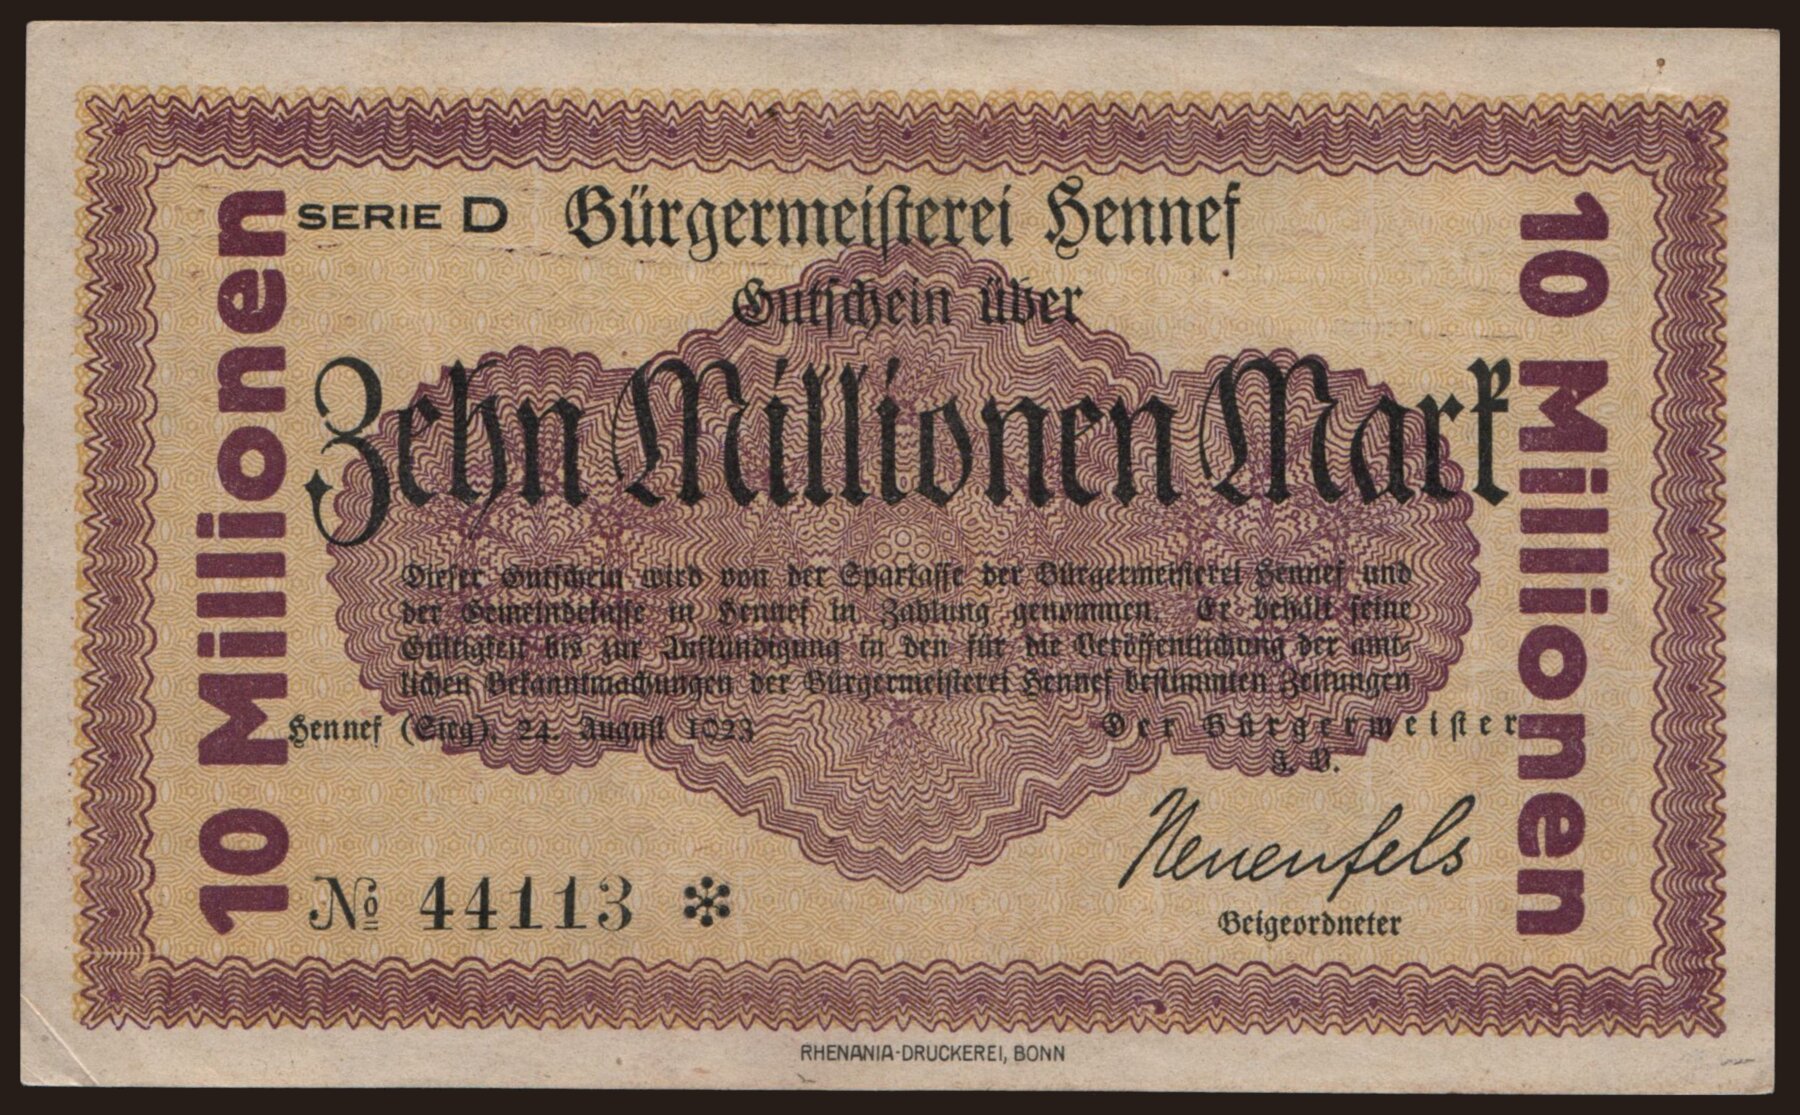 SERIE D Bürgermeisterei Hennef
Gutschein über
Zehn Millionen Mark
10 Millionen
10 Millionen
Dieser Gutschein wird von der Sparkasse der Bürgermeisterei Hennef und
der Gemeindekasse in Hennef in Zahlung genommen. Er behält seine
Gültigkeit bis zur Aufkündigung in den für die Veröffentlichung der amt-
lichen Bekanntmachungen der Bürgermeisterei Hennef bestimmten Zeitungen
Hennef (Sieg), 24. August 1923
Der Bürgermeister
J. V.
Neuenfels
Beigeordneter
№ 44113 *
RHENANIA-DRUCKEREI, BONN